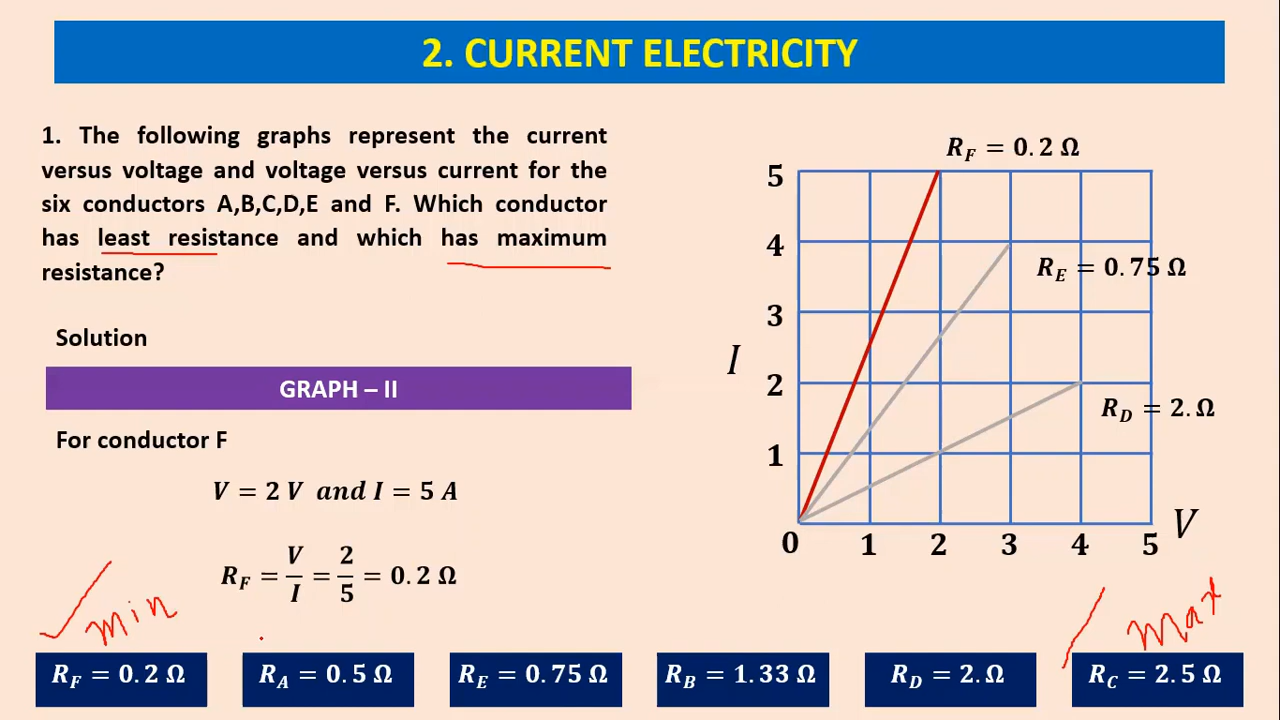 2. CURRENT ELECTRICITY
1. The following graphs represent the current
versus voltage and voltage versus current for the
six conductors A,B,C,D,E and F. Which conductor
has least resistance and which has maximum
resistance?
Solution
GRAPH – II
For conductor F
V = 2 V and I = 5 A
R_F = V/I = 2/5 = 0.2 Ω
R_F = 0.2 Ω
5
4
R_E = 0.75 Ω
3
I
2
R_D = 2.Ω
1
V
0 1 2 3 4 5
min
Max
R_F = 0.2 Ω
R_A = 0.5 Ω
R_E = 0.75 Ω
R_B = 1.33 Ω
R_D = 2.Ω
R_C = 2.5 Ω